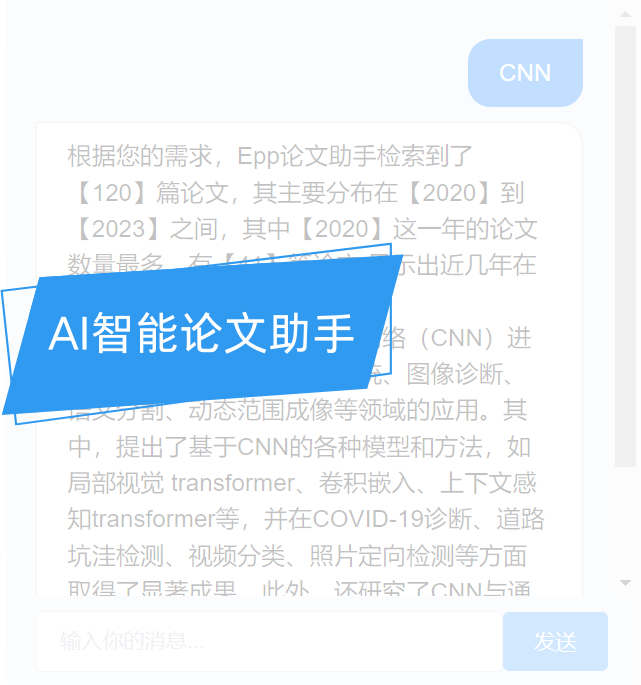 CNN
根据您的需求，Epp论文助手检索到了
【120】篇论文，其主要分布在【2020】到
【2023】之间，其中【2020】这一年的论文
数量最多，有【44】篇论文,显示出近几年在
AI智能论文助手
络（CNN）进
、图像诊断、
语义分割、动态范围成像等领域的应用。其
中，提出了基于CNN的各种模型和方法，如
局部视觉 transformer、卷积嵌入、上下文感
知transformer等，并在COVID-19诊断、道路
坑洼检测、视频分类、照片定向检测等方面
取得了显著成果。此外，还研究了CNN与通
输入你的消息...
发送